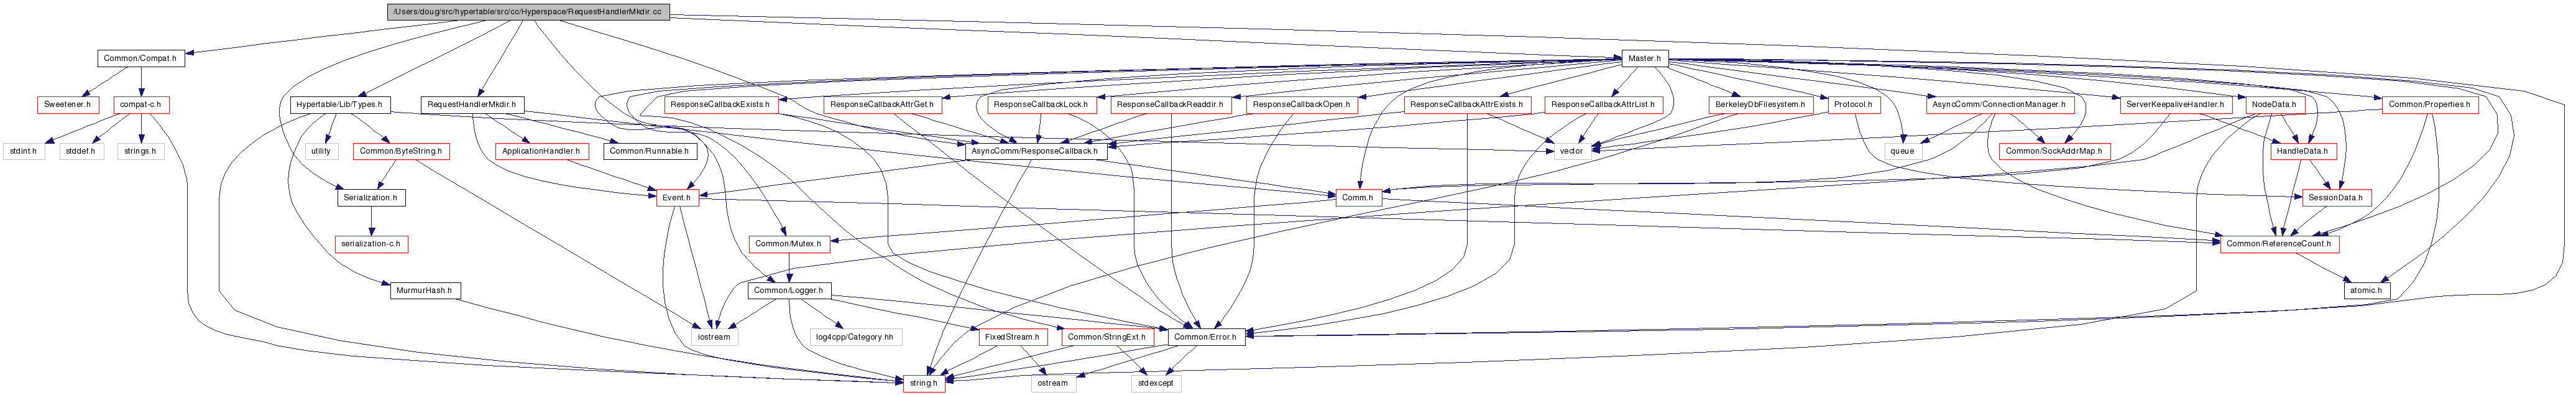 /Users/doug/src/hypertable/src/cc/Hyperspace/RequestHandlerMkdir.cc
Common/Compat.h
Master.h
Sweetener.h
compat-c.h
Hypertable/Lib/Types.h
RequestHandlerMkdir.h
ResponseCallbackExists.h
ResponseCallbackAttrGet.h
ResponseCallbackLock.h
ResponseCallbackReaddir.h
ResponseCallbackOpen.h
ResponseCallbackAttrExists.h
ResponseCallbackAttrList.h
BerkeleyDbFilesystem.h
Protocol.h
AsyncComm/ConnectionManager.h
ServerKeepaliveHandler.h
NodeData.h
Common/Properties.h
stdint.h
stddef.h
strings.h
utility
Common/ByteString.h
ApplicationHandler.h
Common/Runnable.h
AsyncComm/ResponseCallback.h
vector
queue
Common/SockAddrMap.h
HandleData.h
Serialization.h
Event.h
Comm.h
SessionData.h
serialization-c.h
Common/Mutex.h
Common/ReferenceCount.h
MurmurHash.h
Common/Logger.h
atomic.h
iostream
log4cpp/Category.hh
FixedStream.h
Common/StringExt.h
Common/Error.h
string.h
ostream
stdexcept